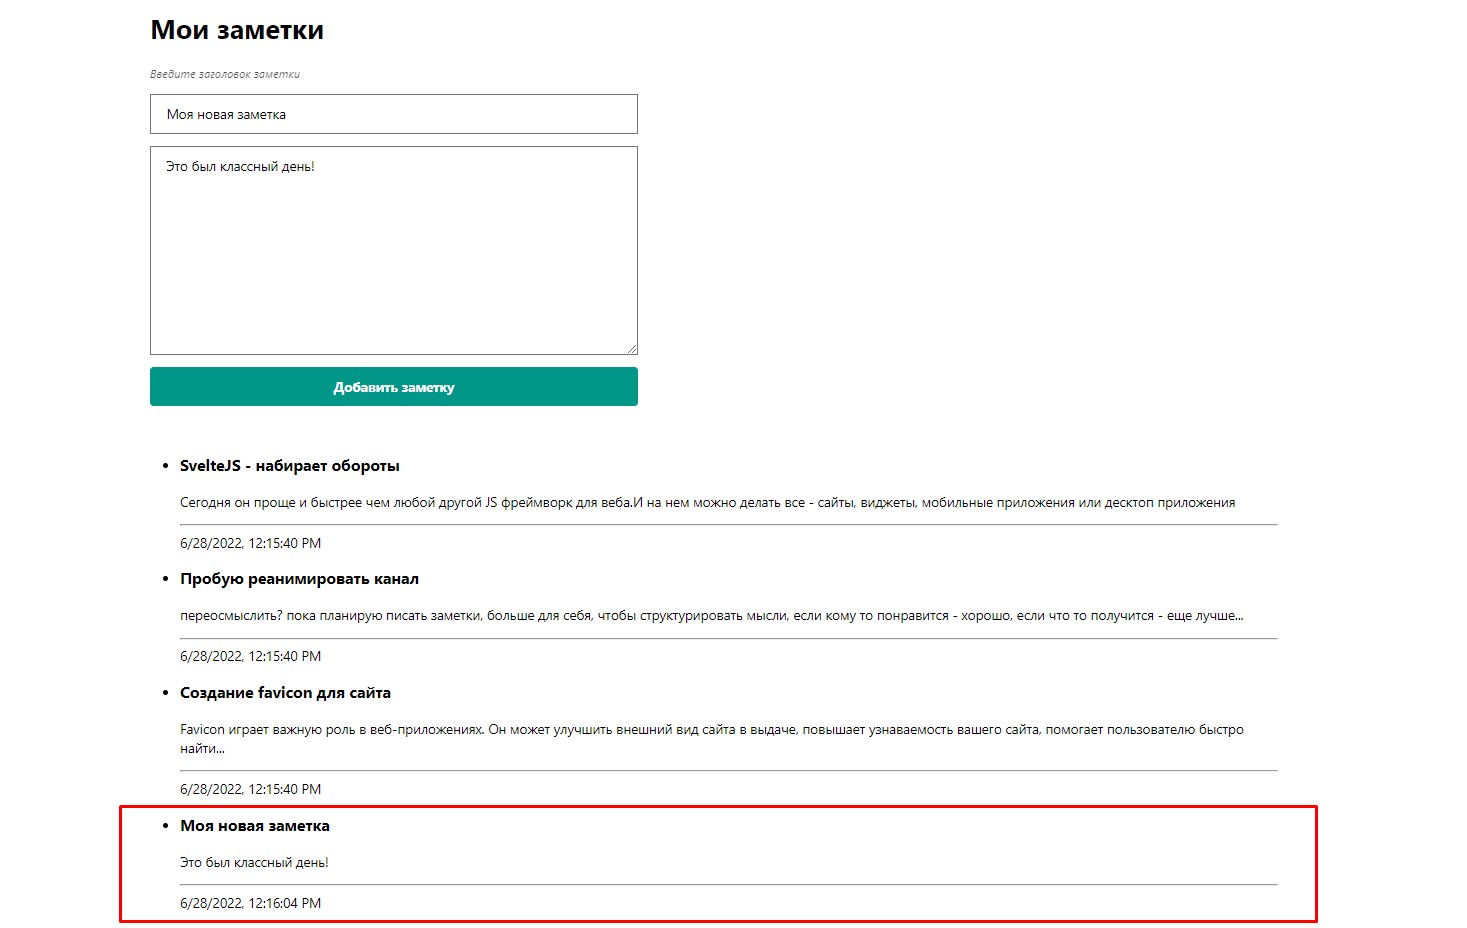 Мои заметки
Введите заголовок заметки
Моя новая заметка
Это был классный день!
Добавить заметку
SvelteJS - набирает обороты
Сегодня он проще и быстрее чем любой другой JS фреймворк для веба.И на нем можно делать все - сайты, виджеты, мобильные приложения или десктоп приложения
6/28/2022, 12:15:40 PM
Пробую реанимировать канал
переосмыслить? пока планирую писать заметки, больше для себя, чтобы структурировать мысли, если кому то понравится - хорошо, если что то получится - еще лучше...
6/28/2022, 12:15:40 PM
Создание favicon для сайта
Favicon играет важную роль в веб-приложениях. Он может улучшить внешний вид сайта в выдаче, повышает узнаваемость вашего сайта, помогает пользователю быстро
найти...
6/28/2022, 12:15:40 PM
Моя новая заметка
Это был классный день!
6/28/2022, 12:16:04 PM